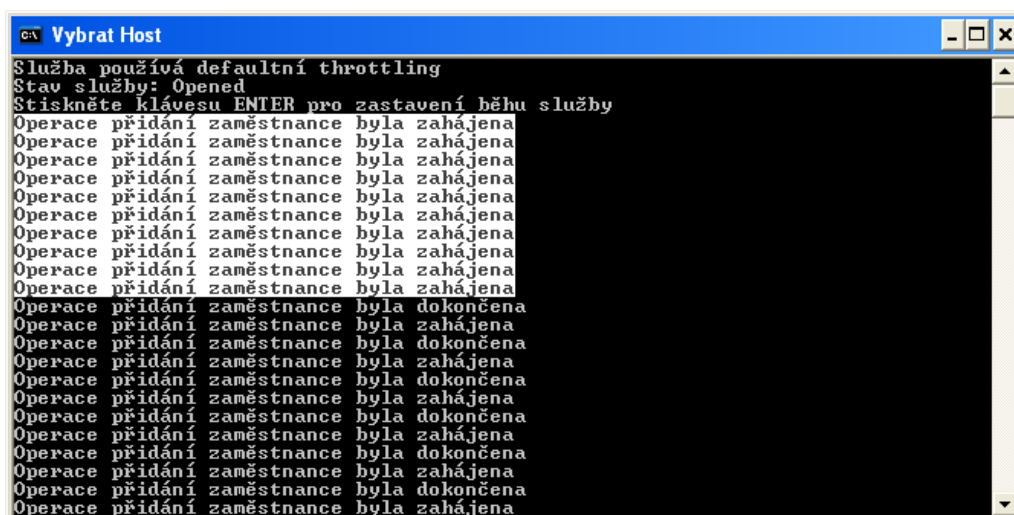 Vybrat Host
Služba používá defaultní throttling
Stav služby: Opened
Stiskněte klávesu ENTER pro zastavení běhu služby
Operace přidání zaměstnance byla zahájena
Operace přidání zaměstnance byla zahájena
Operace přidání zaměstnance byla zahájena
Operace přidání zaměstnance byla zahájena
Operace přidání zaměstnance byla zahájena
Operace přidání zaměstnance byla zahájena
Operace přidání zaměstnance byla zahájena
Operace přidání zaměstnance byla zahájena
Operace přidání zaměstnance byla zahájena
Operace přidání zaměstnance byla zahájena
Operace přidání zaměstnance byla dokončena
Operace přidání zaměstnance byla zahájena
Operace přidání zaměstnance byla dokončena
Operace přidání zaměstnance byla zahájena
Operace přidání zaměstnance byla dokončena
Operace přidání zaměstnance byla zahájena
Operace přidání zaměstnance byla dokončena
Operace přidání zaměstnance byla zahájena
Operace přidání zaměstnance byla dokončena
Operace přidání zaměstnance byla zahájena
Operace přidání zaměstnance byla dokončena
Operace přidání zaměstnance byla zahájena